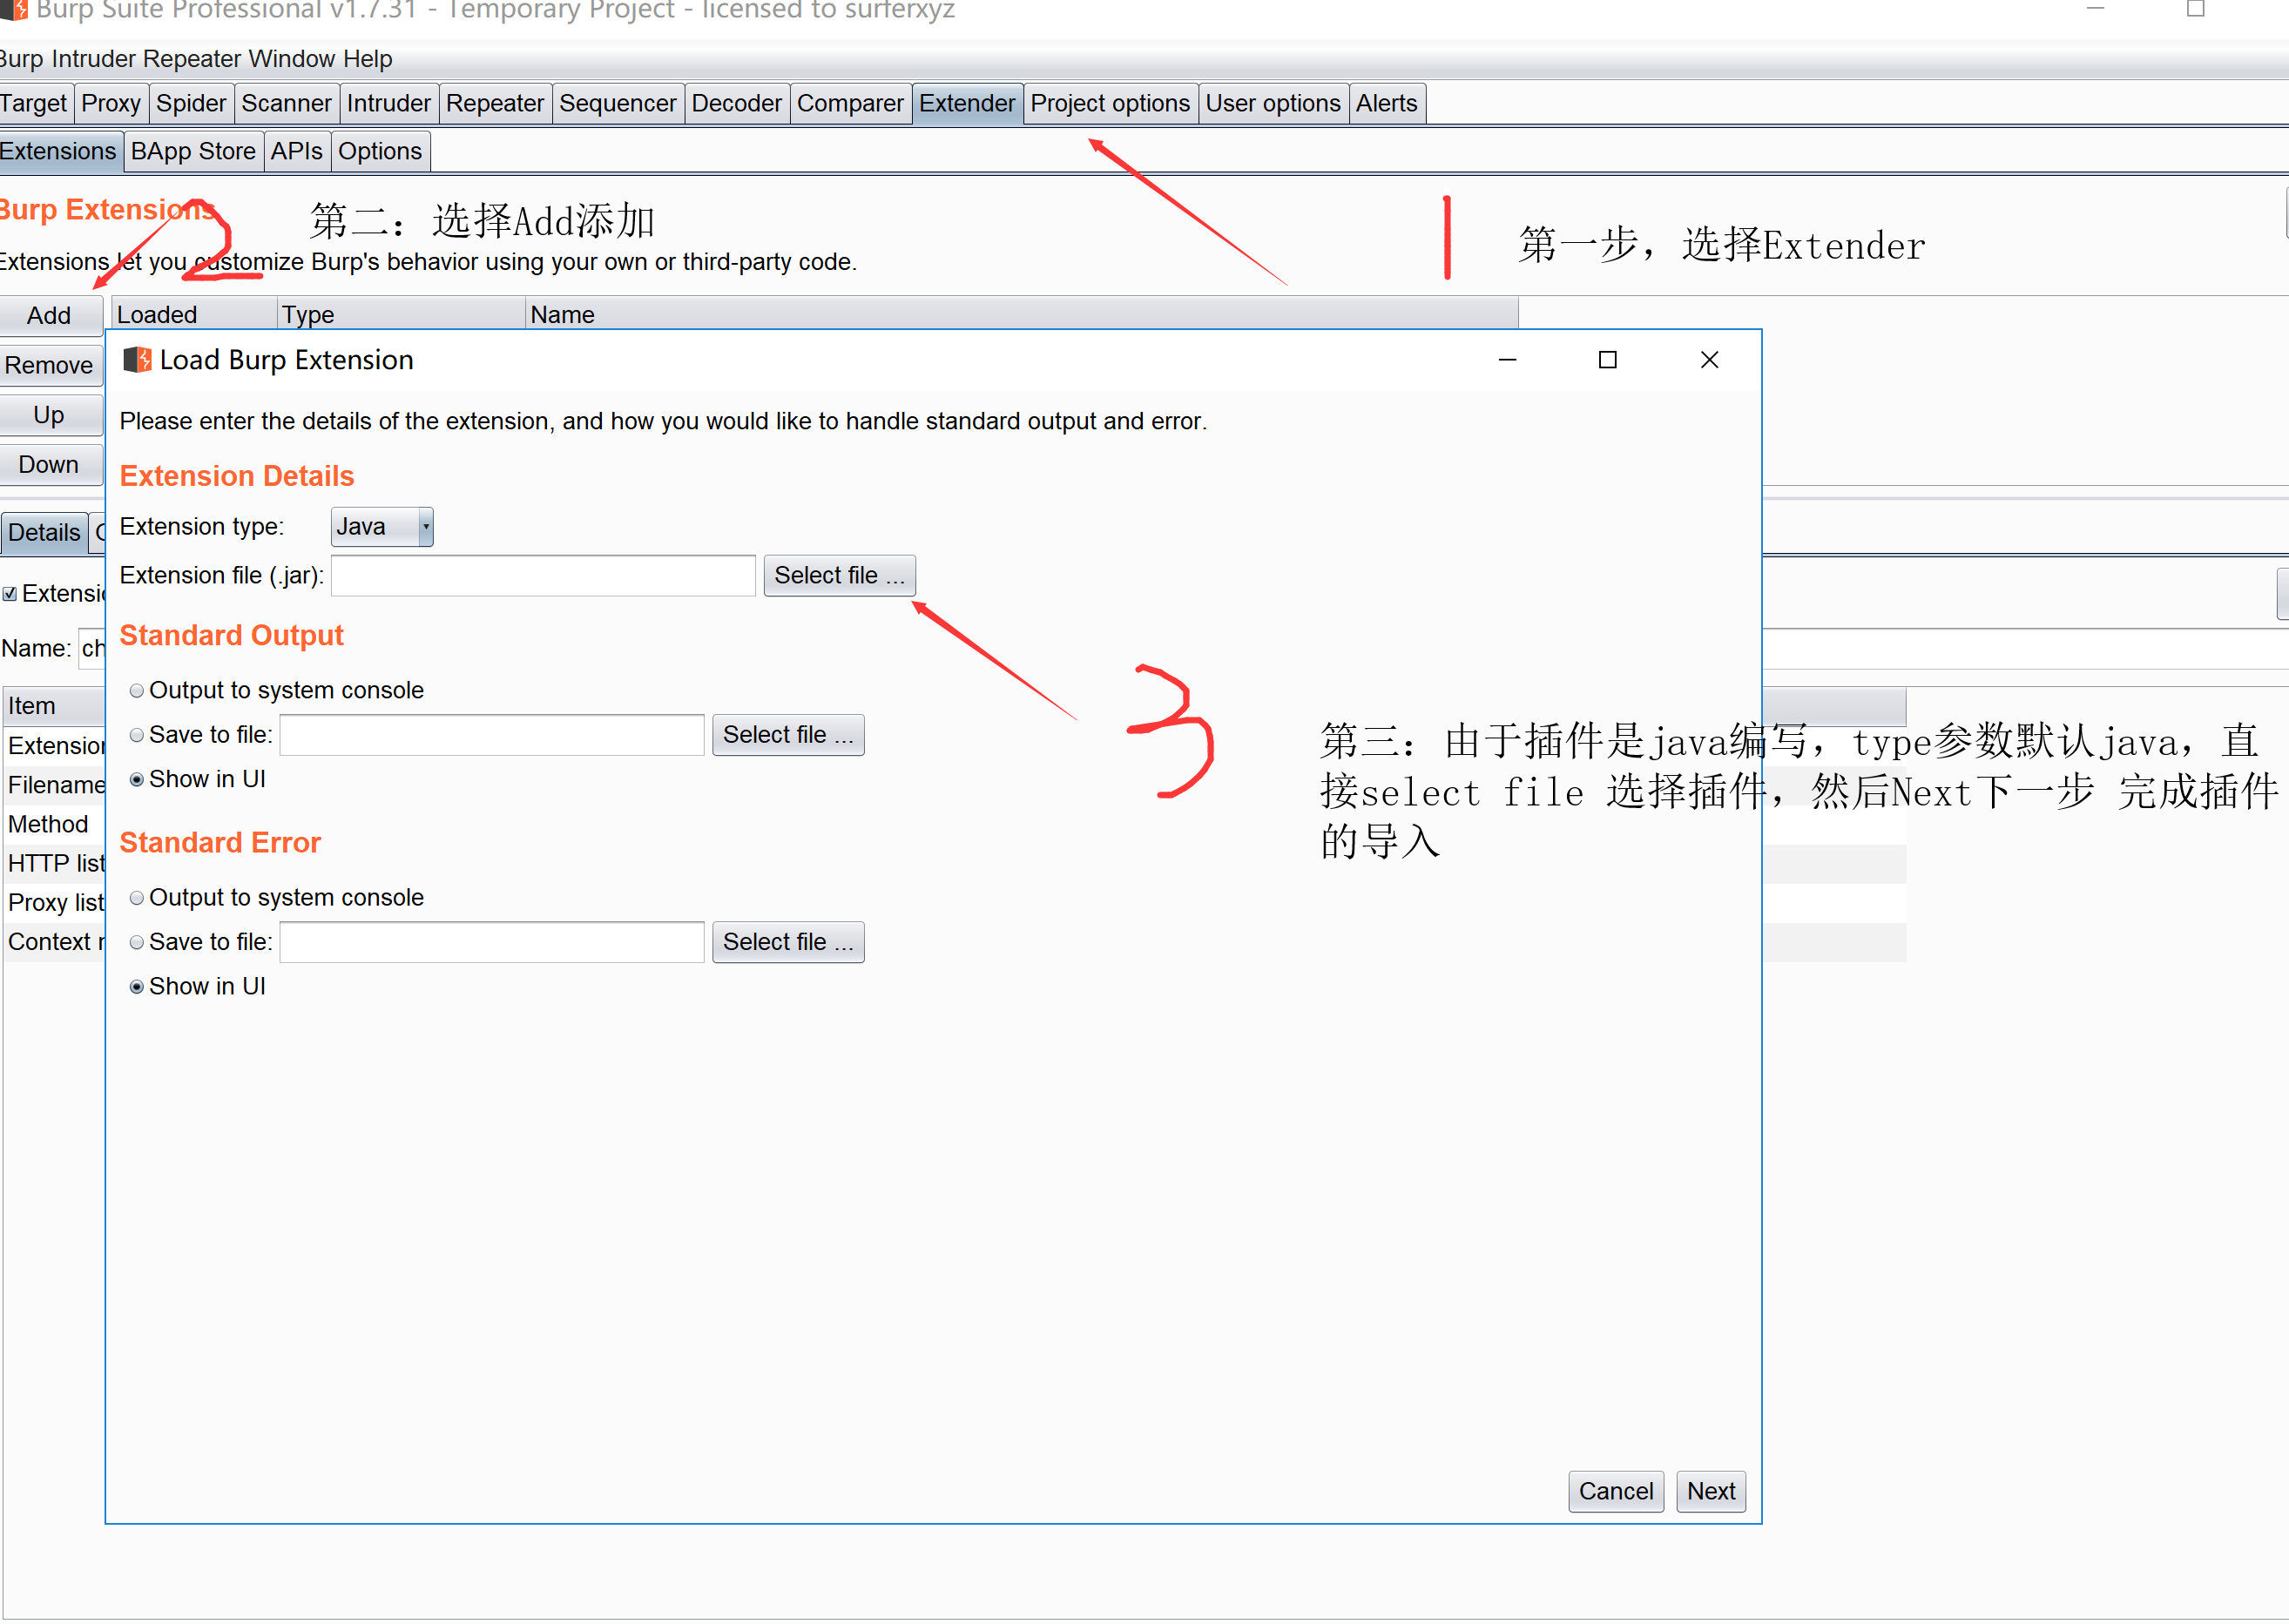 Burp Suite Professional v1.7.31 - Temporary Project - licensed to surferxyz
Burp Intruder Repeater Window Help
Target Proxy Spider Scanner Intruder Repeater Sequencer Decoder Comparer Extender Project options User options Alerts
Extensions BApp Store APIs Options
Burp Extensions
2
第二：选择Add添加
1
第一步，选择Extender
Extensions let you customize Burp's behavior using your own or third-party code.
Add
Loaded Type Name
Remove
Up
Down
Load Burp Extension
Please enter the details of the extension, and how you would like to handle standard output and error.
Extension Details
Extension type: Java
Extension file (.jar): Select file ...
Standard Output
Output to system console
Save to file: Select file ...
Show in UI
3
第三：由于插件是java编写，type参数默认java，直
接select file 选择插件，然后Next下一步 完成插件
的导入
Standard Error
Output to system console
Save to file: Select file ...
Show in UI
Cancel Next
Details
Name: ch
Item
Filename
Method
HTTP list
Proxy list
Context